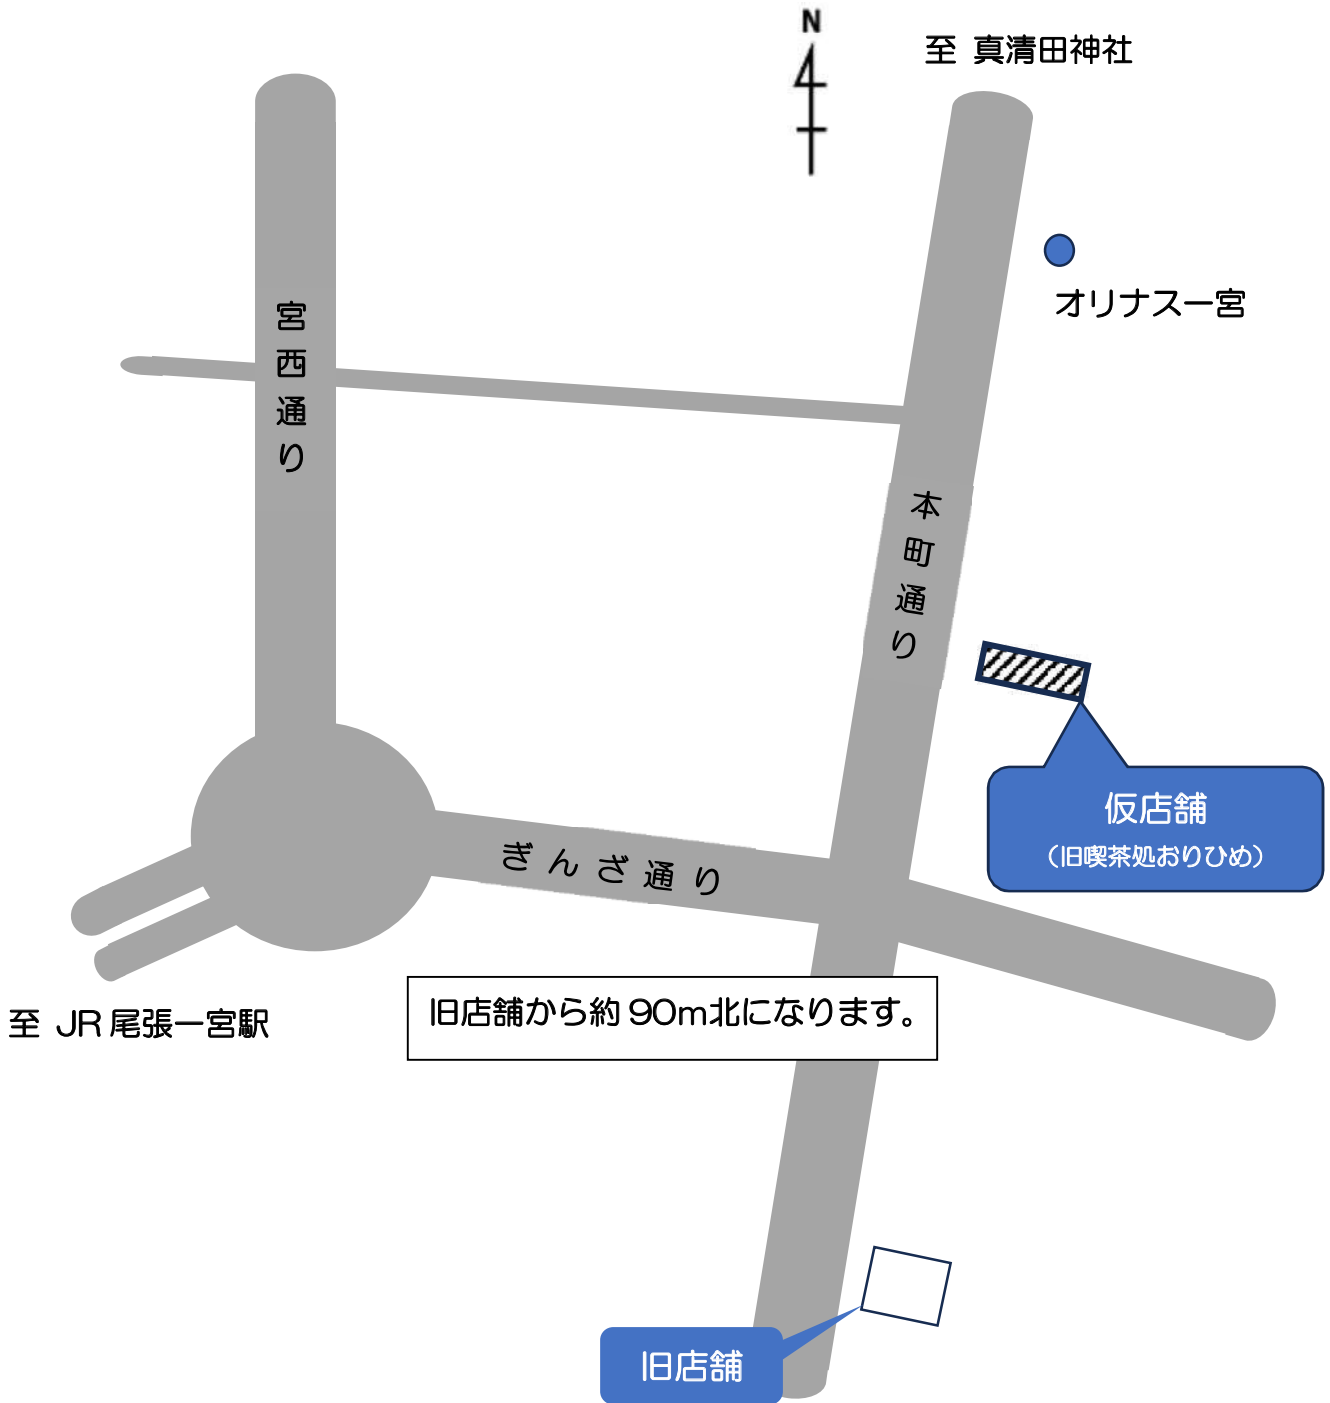 N
至 真清田神社
オリナス一宮
宮西通り
本町通り
仮店舗
（旧喫茶処おりひめ）
ぎんざ通り
旧店舗から約90m北になります。
至 JR尾張一宮駅
旧店舗